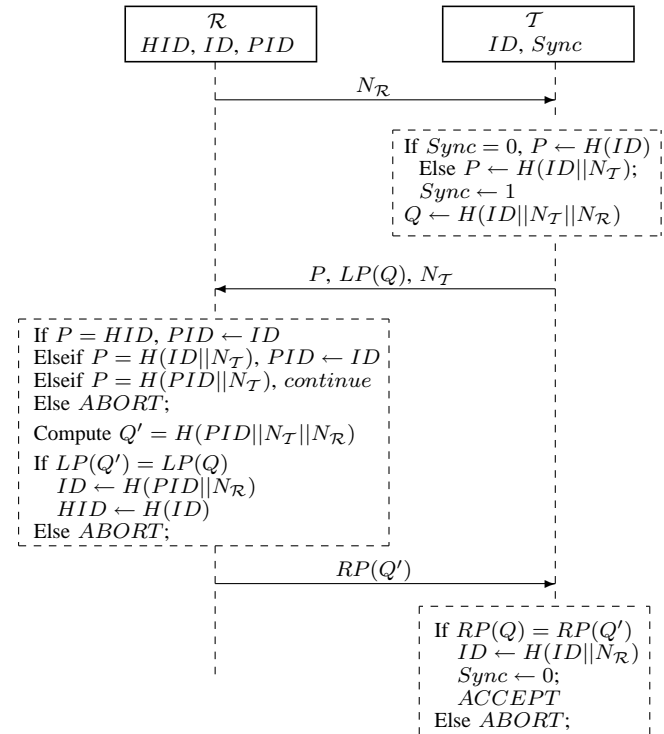 R
HID, ID, PID
T
ID, Sync
N_R
If Sync = 0, P ← H(ID)
Else P ← H(ID||N_T);
Sync ← 1
Q ← H(ID||N_T||N_R)
P, LP(Q), N_T
If P = HID, PID ← ID
Elseif P = H(ID||N_T), PID ← ID
Elseif P = H(PID||N_T), continue
Else ABORT;
Compute Q′ = H(PID||N_T||N_R)
If LP(Q′) = LP(Q)
ID ← H(PID||N_R)
HID ← H(ID)
Else ABORT;
RP(Q′)
If RP(Q) = RP(Q′)
ID ← H(ID||N_R)
Sync ← 0;
ACCEPT
Else ABORT;